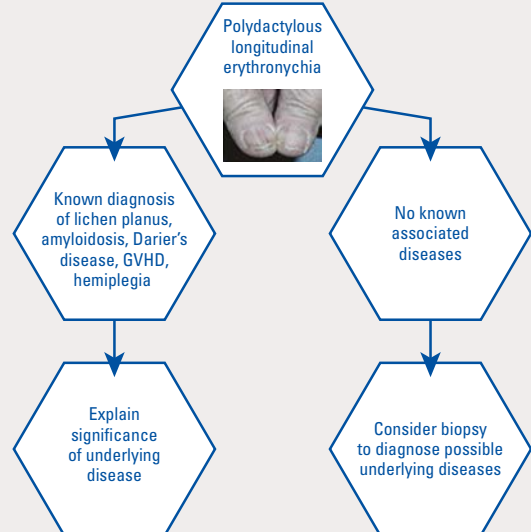 Polydactylous
longitudinal
erythronychia
Known diagnosis
of lichen planus,
amyloidosis, Darier's
disease, GVHD,
hemiplegia
No known
associated
diseases
Explain
significance
of underlying
disease
Consider biopsy
to diagnose possible
underlying diseases